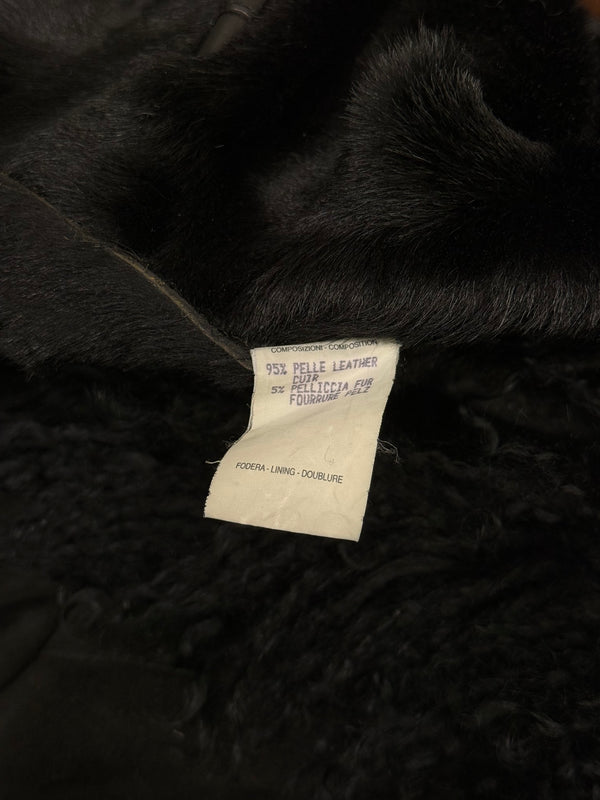 COMPOSIZIONI - COMPOSITION
95% PELLE LEATHER
CUIR
5% PELLICCIA FUR
FOURRURE PELZ
FODERA - LINING - DOUBLURE